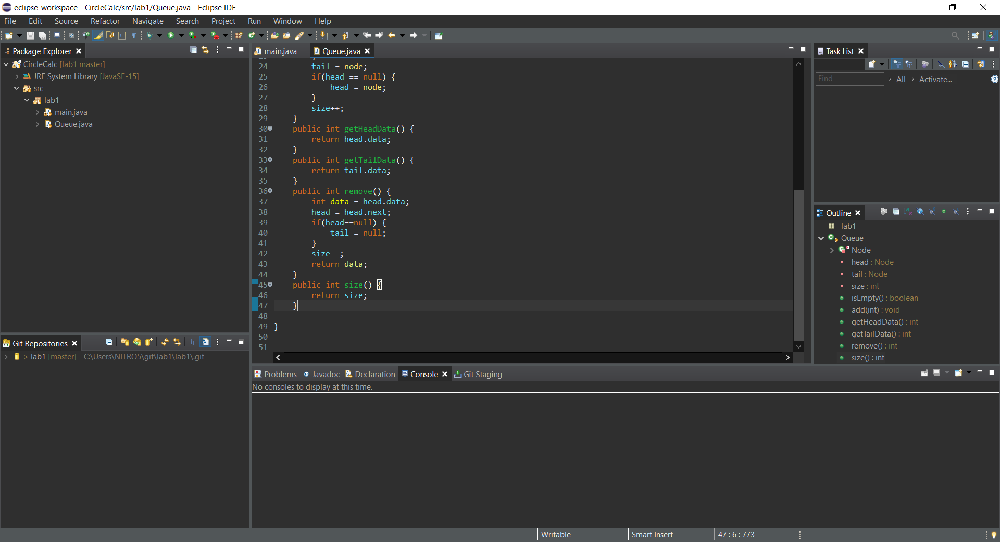 eclipse-workspace - CircleCalc/src/lab1/Queue.java - Eclipse IDE
File Edit Source Refactor Navigate Search Project Run Window Help
Package Explorer
CircleCalc [lab1 master]
JRE System Library [JavaSE-15]
src
lab1
main.java
Queue.java
Git Repositories
> lab1 [master] - C:\Users\NITRO5\git\lab1\lab1\.git
main.java Queue.java
24 tail = node;
25 if(head == null) {
26 head = node;
27 }
28 size++;
29 }
30 public int getHeadData() {
31 return head.data;
32 }
33 public int getTailData() {
34 return tail.data;
35 }
36 public int remove() {
37 int data = head.data;
38 head = head.next;
39 if(head==null) {
40 tail = null;
41 }
42 size--;
43 return data;
44 }
45 public int size() {
46 return size;
47 }
48
49 }
50
51
Problems Javadoc Declaration Console Git Staging
No consoles to display at this time.
Task List
Find All Activate...
Outline
lab1
Queue
Node
head : Node
tail : Node
size : int
isEmpty() : boolean
add(int) : void
getHeadData() : int
getTailData() : int
remove() : int
size() : int
Writable Smart Insert 47 : 6 : 773